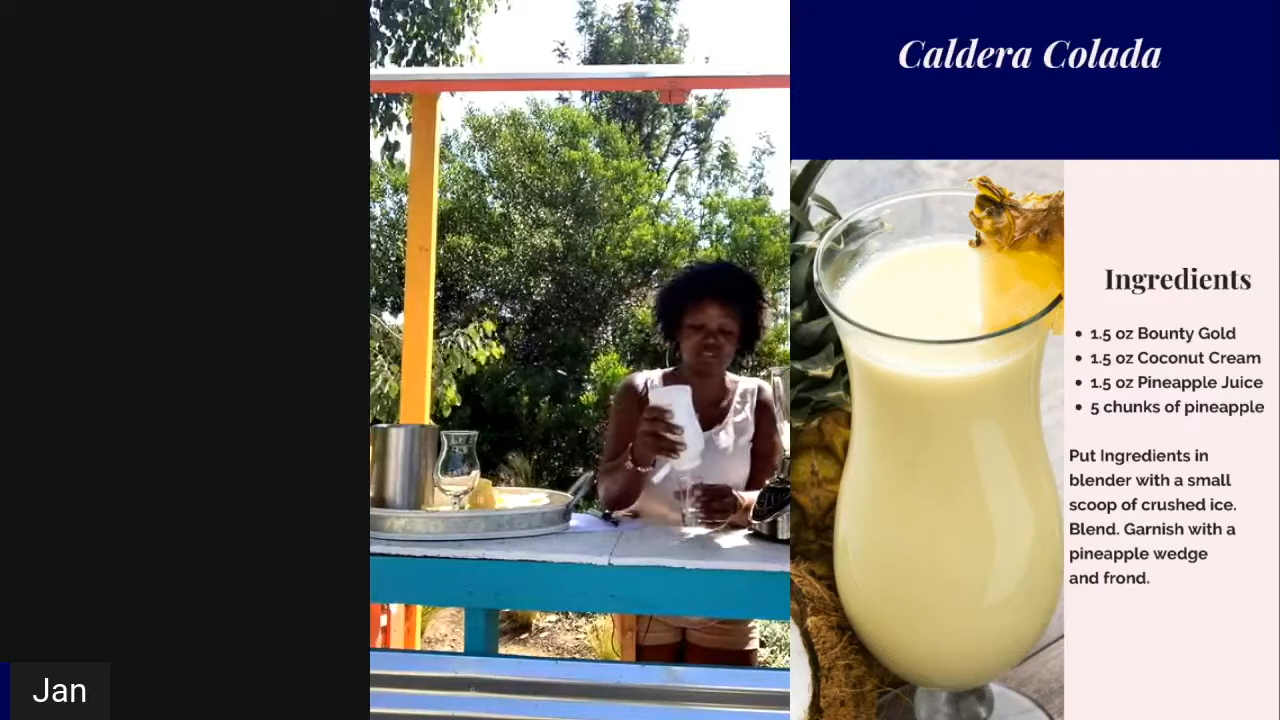 Caldera Colada
Ingredients
• 1.5 oz Bounty Gold
• 1.5 oz Coconut Cream
• 1.5 oz Pineapple Juice
• 5 chunks of pineapple
Put Ingredients in
blender with a small
scoop of crushed ice.
Blend. Garnish with a
pineapple wedge
and frond.
Jan